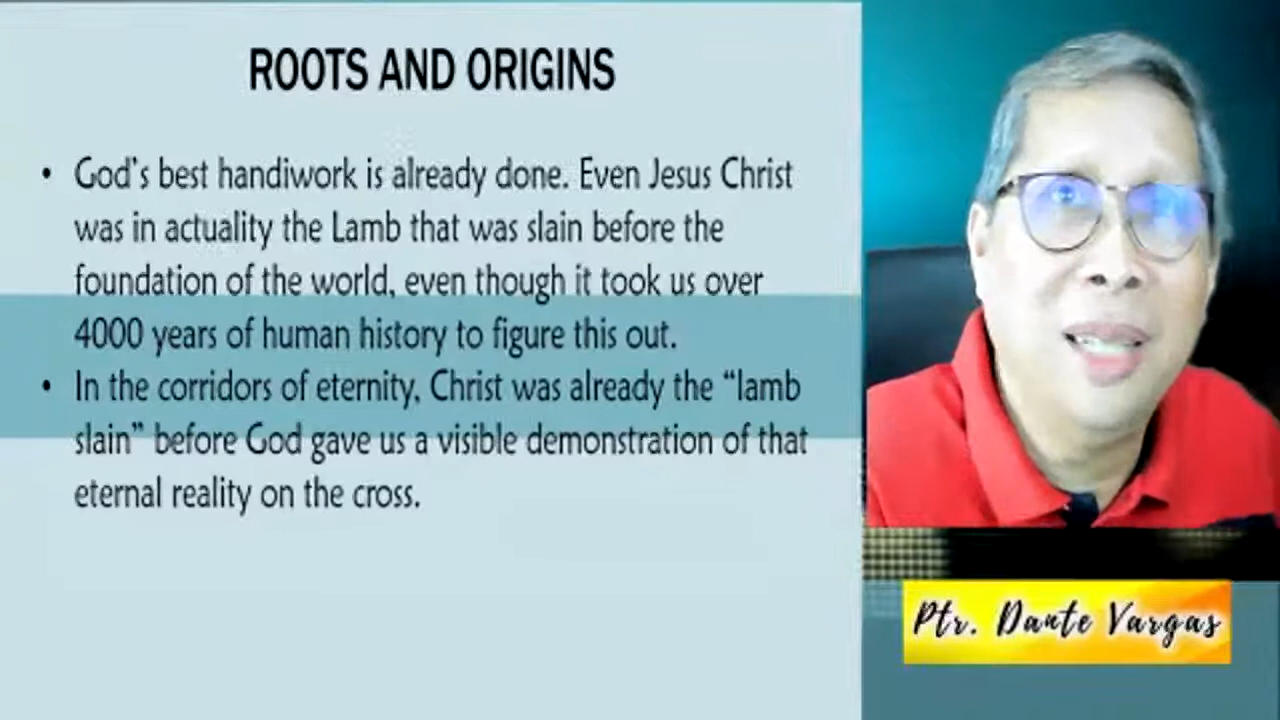 ROOTS AND ORIGINS
• God's best handiwork is already done. Even Jesus Christ
was in actuality the Lamb that was slain before the
foundation of the world, even though it took us over
4000 years of human history to figure this out.
• In the corridors of eternity, Christ was already the “lamb
slain” before God gave us a visible demonstration of that
eternal reality on the cross.
Ptr. Dante Vargas